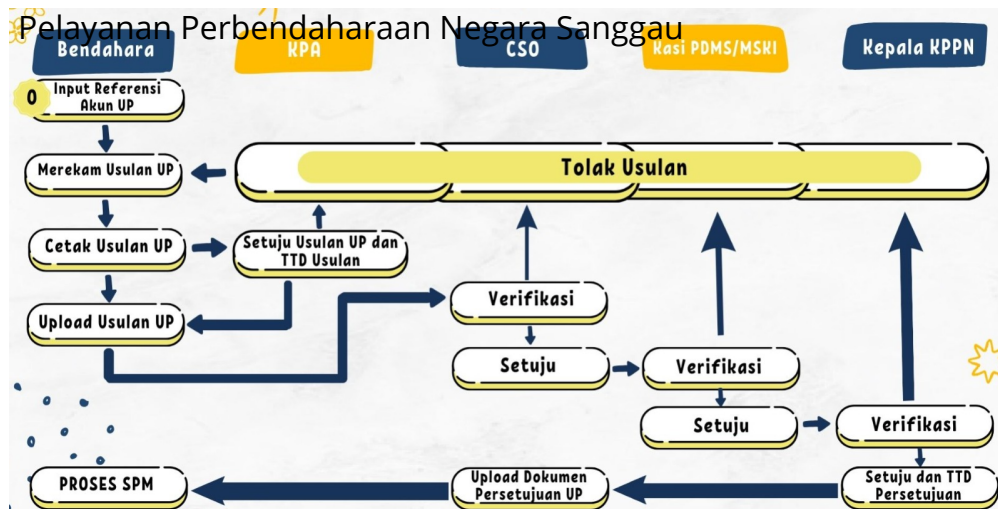 Pelayanan Perbendaharaan Negara Sanggau
Bendahara
KPA
CSO
Kasi PDMS/MSKI
Kepala KPPN
0
Input Referensi
Akun UP
Merekam Usulan UP
Tolak Usulan
Cetak Usulan UP
Setuju Usulan UP dan
TTD Usulan
Upload Usulan UP
Verifikasi
Setuju
Verifikasi
Setuju
Verifikasi
PROSES SPM
Upload Dokumen
Persetujuan UP
Setuju dan TTD
Persetujuan